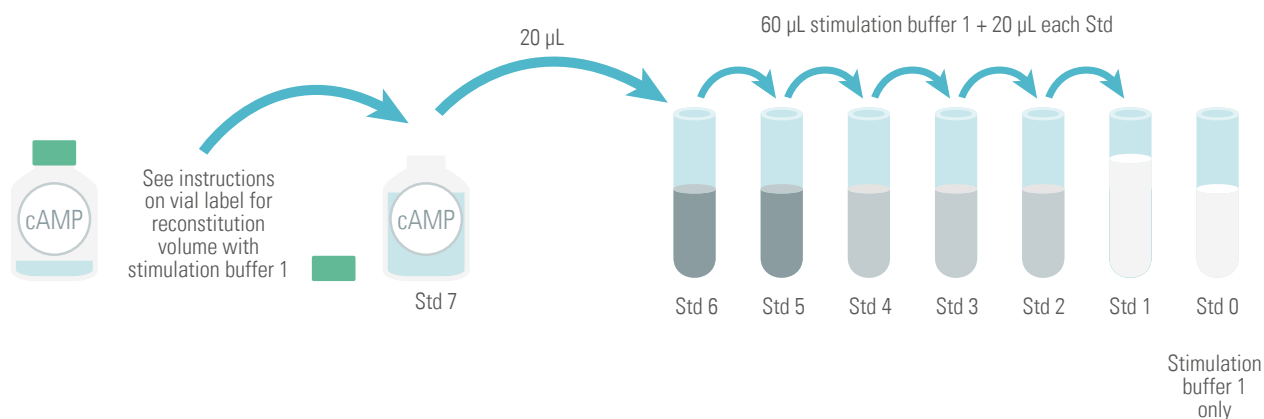 20 µL
60 µL stimulation buffer 1 + 20 µL each Std
cAMP
See instructions
on vial label for
reconstitution
volume with
stimulation buffer 1
cAMP
Std 7
Std 6
Std 5
Std 4
Std 3
Std 2
Std 1
Std 0
Stimulation
buffer 1
only